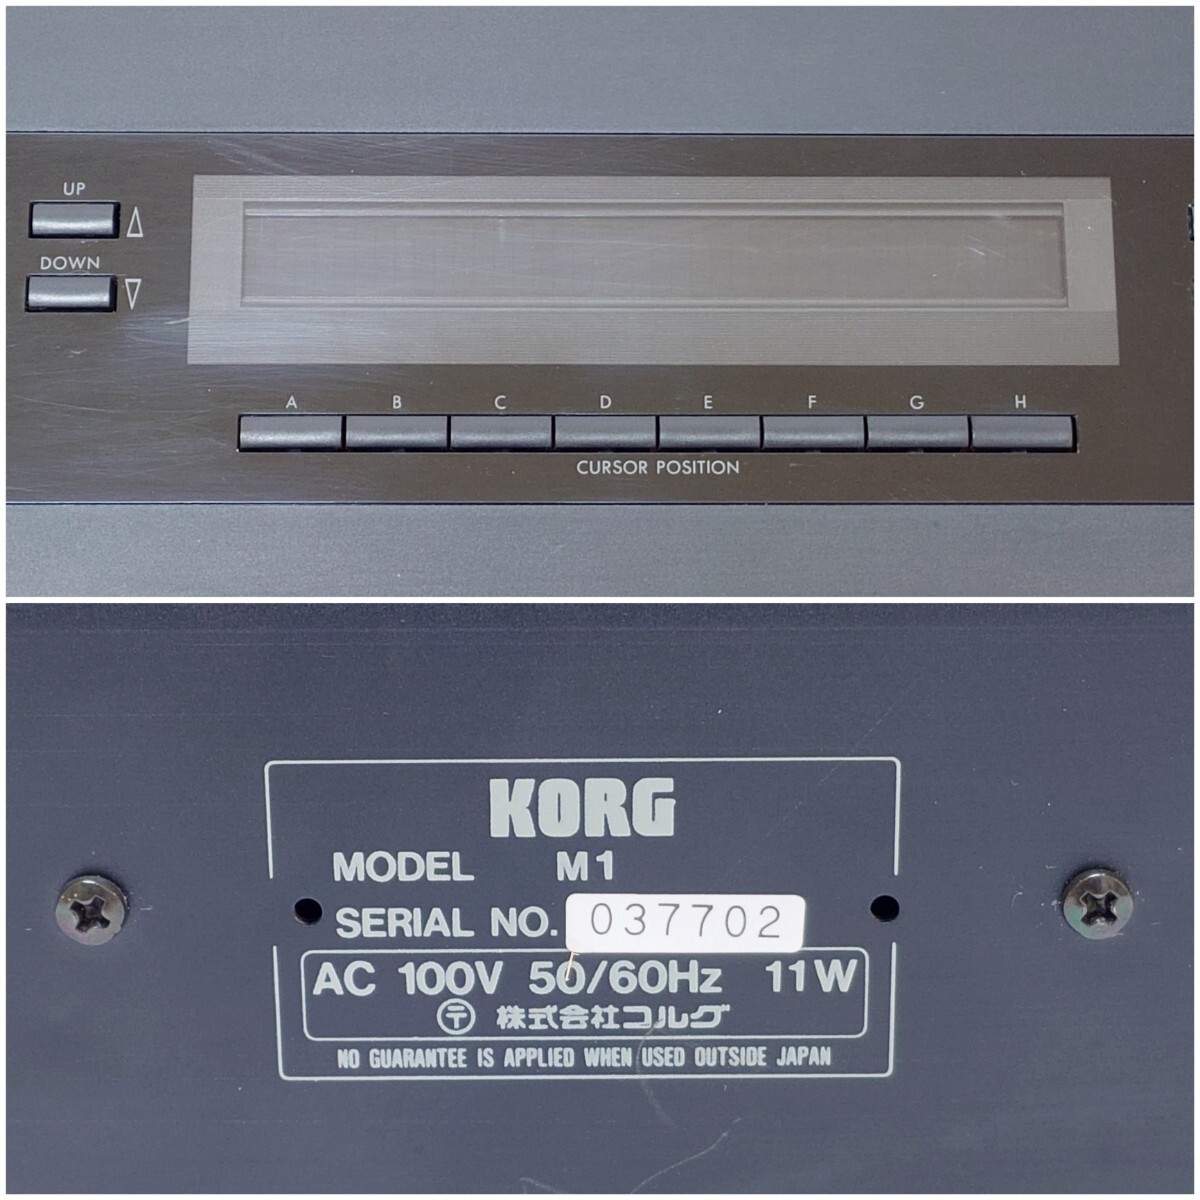 UP
DOWN
A B C D E F G H
CURSOR POSITION
KORG
MODEL M1
SERIAL NO. 037702
AC 100V 50/60Hz 11W
〒 株式会社コルグ
NO GUARANTEE IS APPLIED WHEN USED OUTSIDE JAPAN